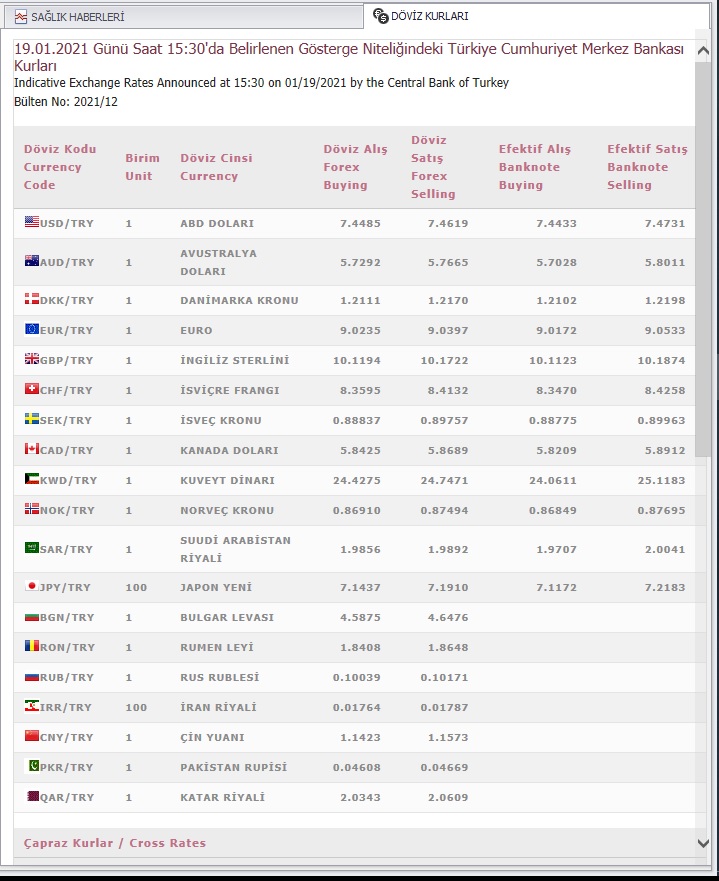 SAĞLIK HABERLERİ
DÖVİZ KURLARI
19.01.2021 Günü Saat 15:30'da Belirlenen Gösterge Niteliğindeki Türkiye Cumhuriyet Merkez Bankası
Kurları
Indicative Exchange Rates Announced at 15:30 on 01/19/2021 by the Central Bank of Turkey
Bülten No: 2021/12
Döviz Kodu Currency Code Birim Unit Döviz Cinsi Currency Döviz Alış Forex Buying Döviz Satış Forex Selling Efektif Alış Banknote Buying Efektif Satış Banknote Selling
USD/TRY 1 ABD DOLARI 7.4485 7.4619 7.4433 7.4731
AUD/TRY 1 AVUSTRALYA DOLARI 5.7292 5.7665 5.7028 5.8011
DKK/TRY 1 DANİMARKA KRONU 1.2111 1.2170 1.2102 1.2198
EUR/TRY 1 EURO 9.0235 9.0397 9.0172 9.0533
GBP/TRY 1 İNGİLİZ STERLİNİ 10.1194 10.1722 10.1123 10.1874
CHF/TRY 1 İSVİÇRE FRANGI 8.3595 8.4132 8.3470 8.4258
SEK/TRY 1 İSVEÇ KRONU 0.88837 0.89757 0.88775 0.89963
CAD/TRY 1 KANADA DOLARI 5.8425 5.8689 5.8209 5.8912
KWD/TRY 1 KUVEYT DİNARI 24.4275 24.7471 24.0611 25.1183
NOK/TRY 1 NORVEÇ KRONU 0.86910 0.87494 0.86849 0.87695
SAR/TRY 1 SUUDİ ARABİSTAN RİYALİ 1.9856 1.9892 1.9707 2.0041
JPY/TRY 100 JAPON YENİ 7.1437 7.1910 7.1172 7.2183
BGN/TRY 1 BULGAR LEVASI 4.5875 4.6476
RON/TRY 1 RUMEN LEYİ 1.8408 1.8648
RUB/TRY 1 RUS RUBLESİ 0.10039 0.10171
IRR/TRY 100 İRAN RİYALİ 0.01764 0.01787
CNY/TRY 1 ÇİN YUANI 1.1423 1.1573
PKR/TRY 1 PAKİSTAN RUPİSİ 0.04608 0.04669
QAR/TRY 1 KATAR RİYALİ 2.0343 2.0609
Çapraz Kurlar / Cross Rates